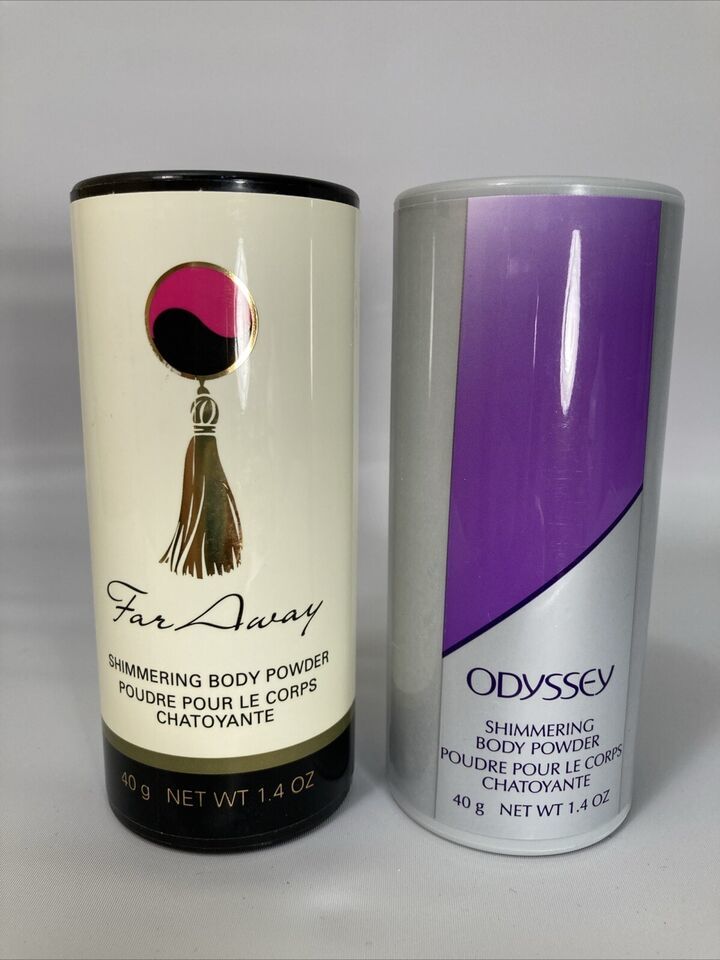 Far Away
SHIMMERING BODY POWDER
POUDRE POUR LE CORPS
CHATOYANTE
40 g NET WT 1.4 OZ
ODYSSEY
SHIMMERING
BODY POWDER
POUDRE POUR LE CORPS
CHATOYANTE
40 g NET WT 1.4 OZ